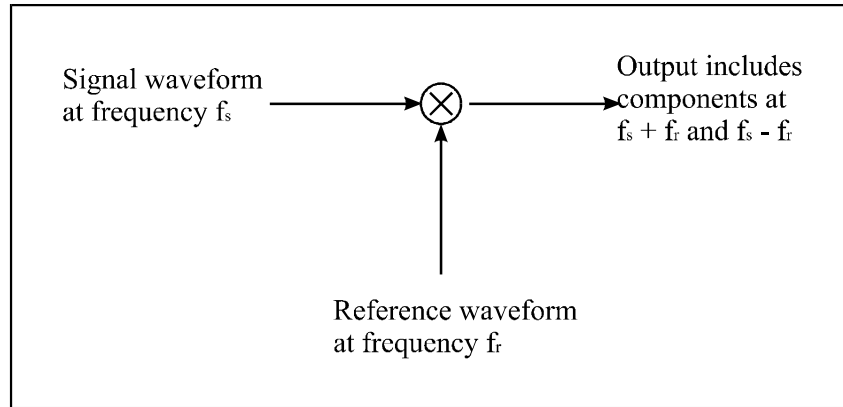 Signal waveform
at frequency fs
Output includes
components at
fs + fr and fs - fr
Reference waveform
at frequency fr